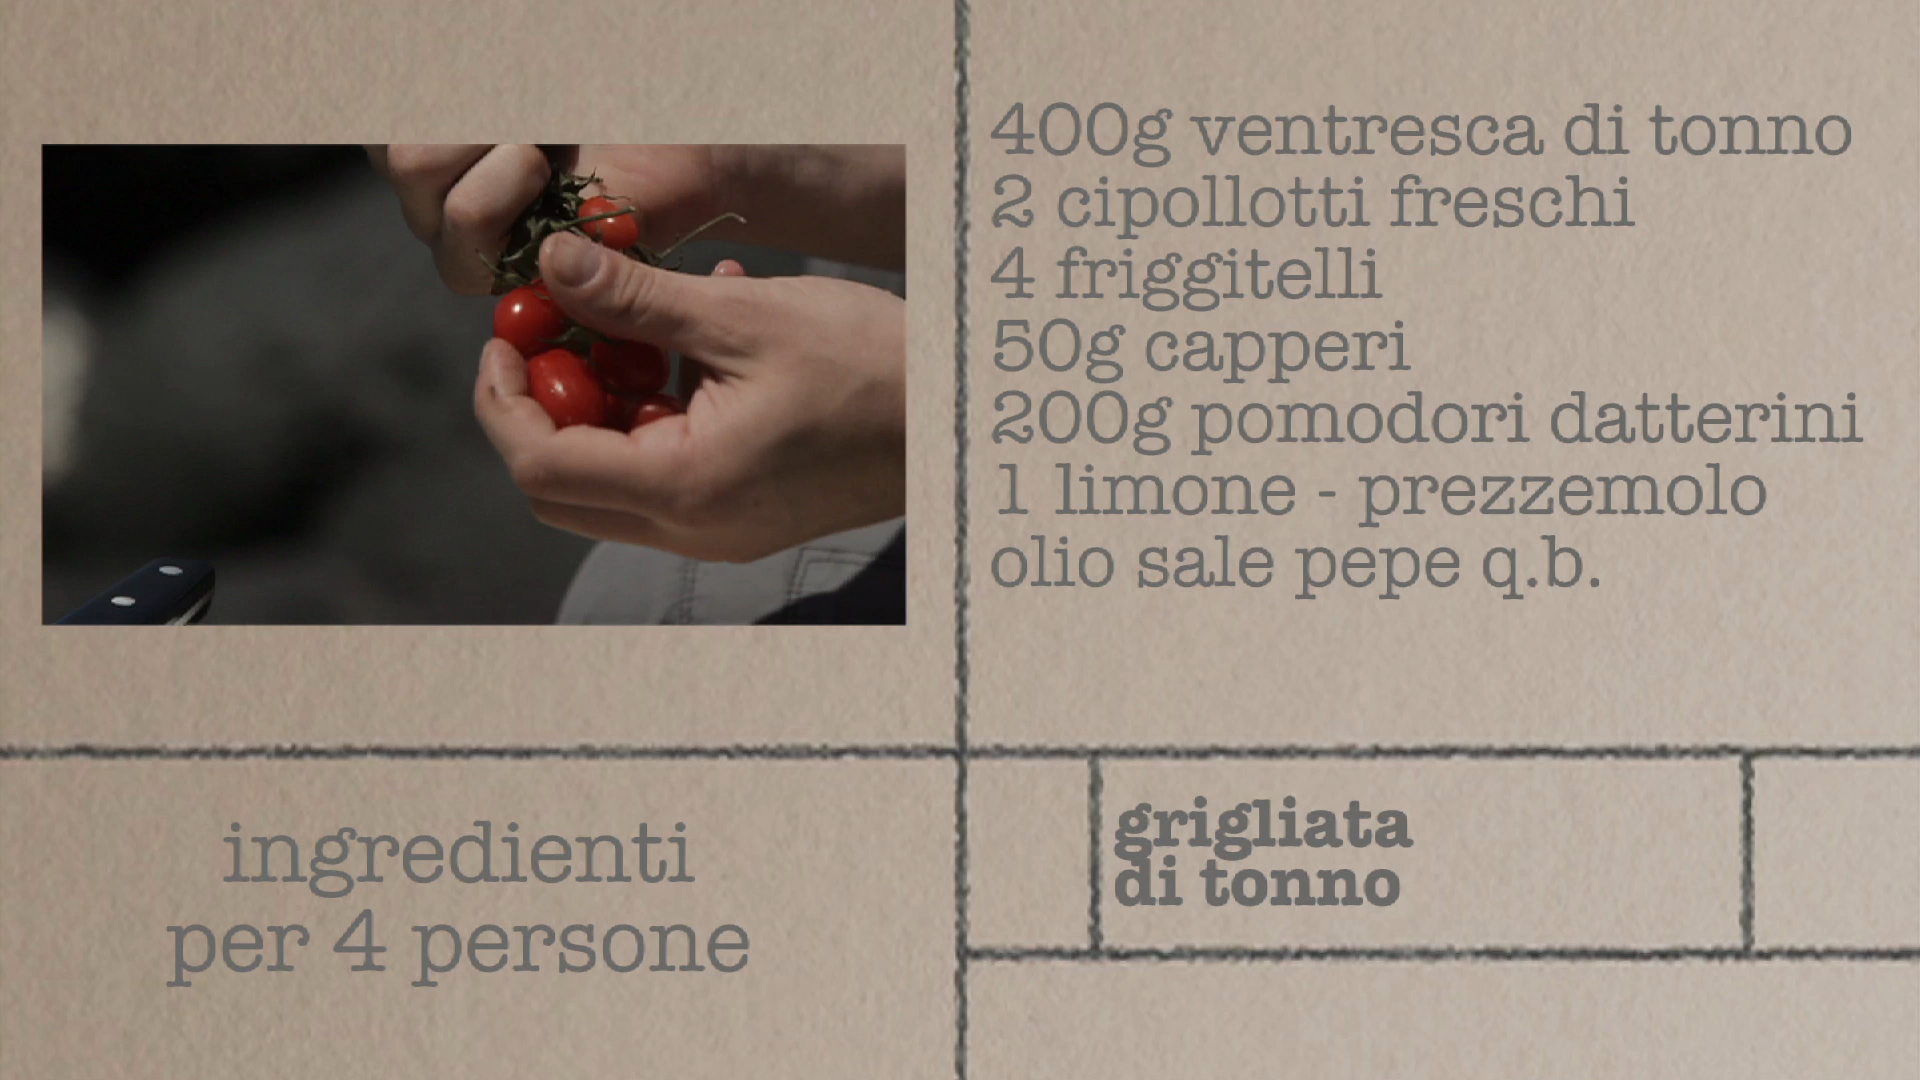 400g ventresca di tonno
2 cipollotti freschi
4 friggitelli
50g capperi
200g pomodori datterini
1 limone - prezzemolo
olio sale pepe q.b.
ingredienti
per 4 persone
grigliata
di tonno